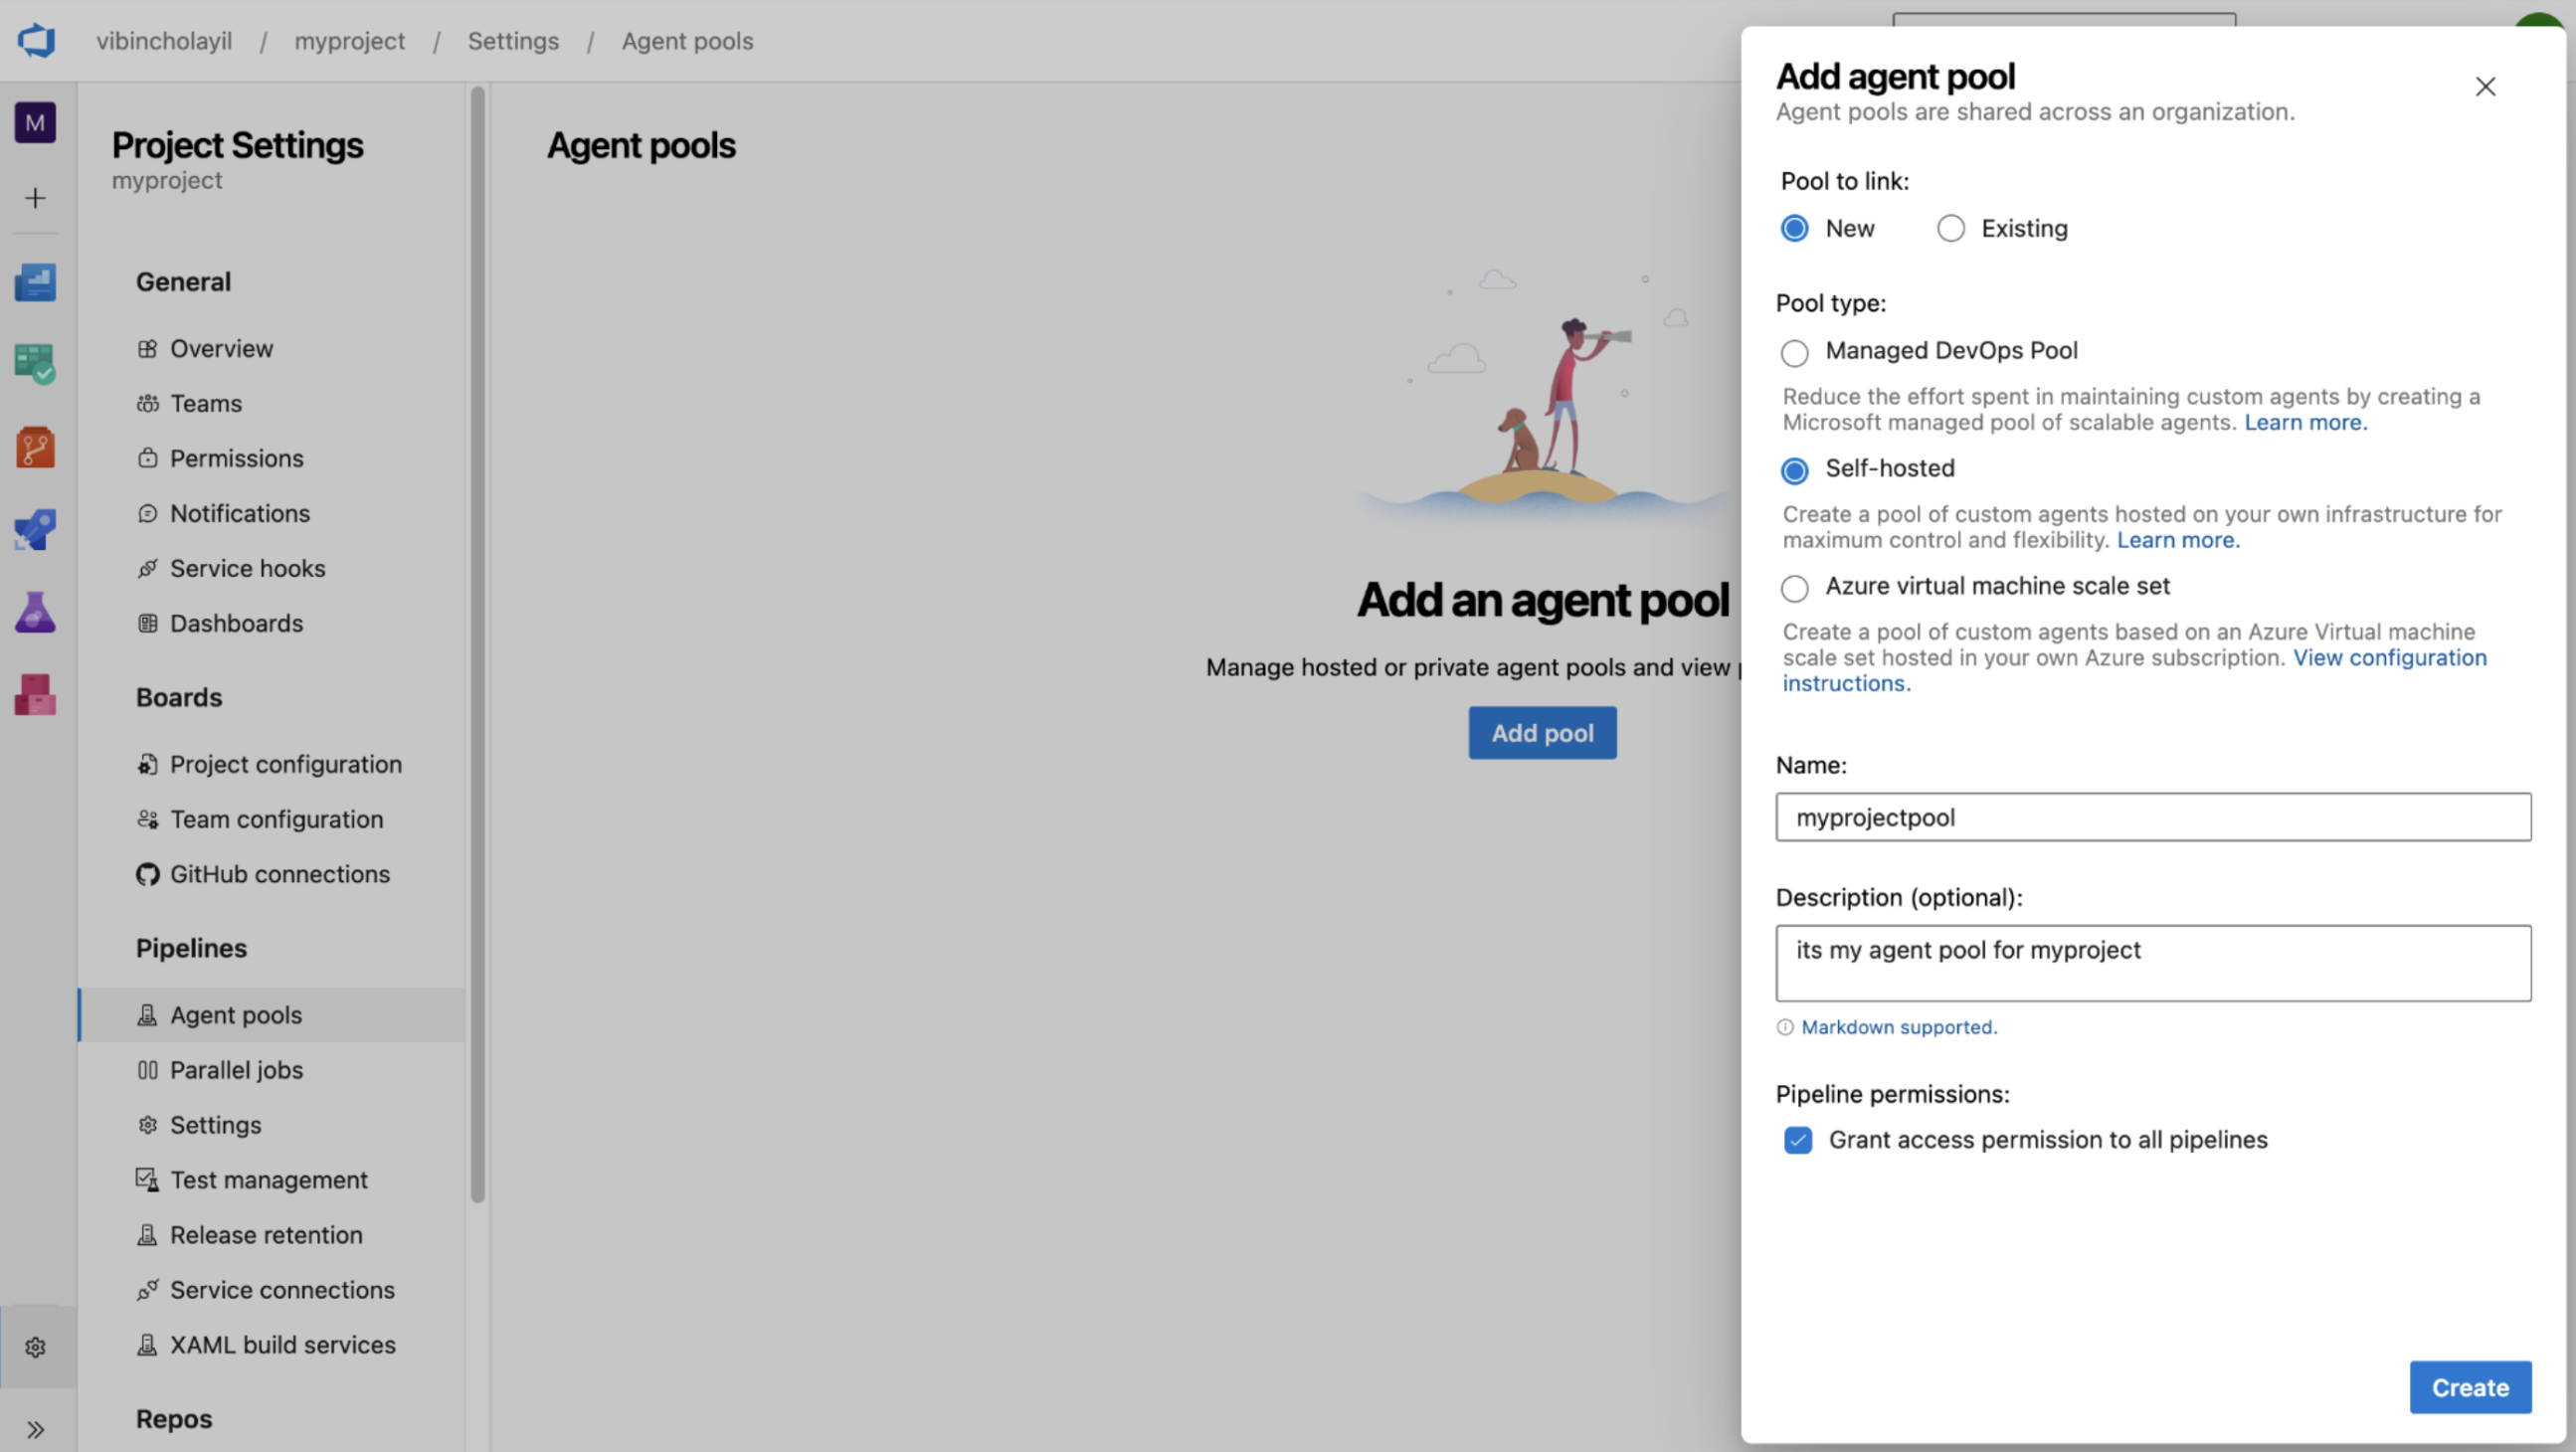 vibincholayil / myproject / Settings / Agent pools
M
Project Settings
myproject
General
Overview
Teams
Permissions
Notifications
Service hooks
Dashboards
Boards
Project configuration
Team configuration
GitHub connections
Pipelines
Agent pools
Parallel jobs
Settings
Test management
Release retention
Service connections
XAML build services
Repos
Agent pools
Add an agent pool
Manage hosted or private agent pools and view
Add pool
Add agent pool
Agent pools are shared across an organization.
Pool to link:
New
Existing
Pool type:
Managed DevOps Pool
Reduce the effort spent in maintaining custom agents by creating a
Microsoft managed pool of scalable agents. Learn more.
Self-hosted
Create a pool of custom agents hosted on your own infrastructure for
maximum control and flexibility. Learn more.
Azure virtual machine scale set
Create a pool of custom agents based on an Azure Virtual machine
scale set hosted in your own Azure subscription. View configuration
instructions.
Name:
myprojectpool
Description (optional):
its my agent pool for myproject
Markdown supported.
Pipeline permissions:
Grant access permission to all pipelines
Create